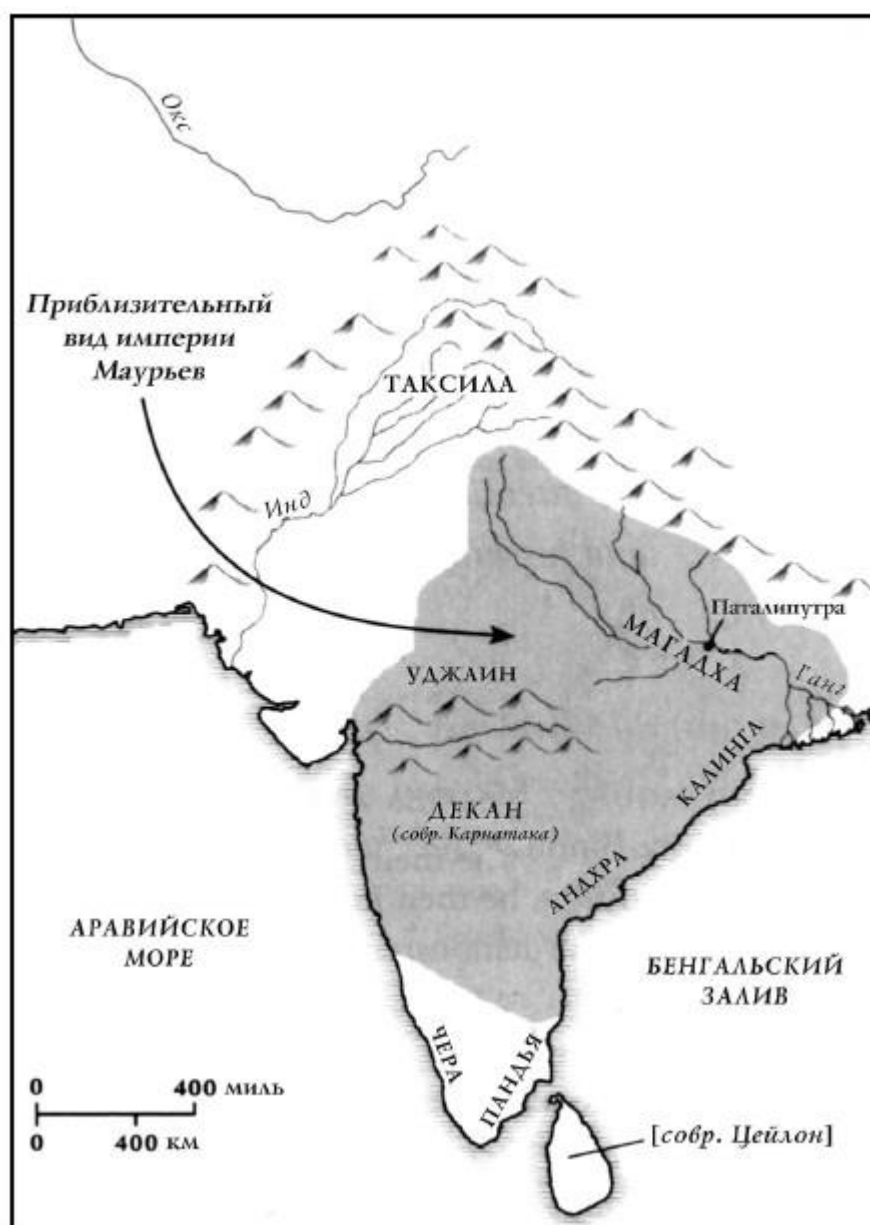 Окс
Приблизительный
вид империи
Маурьев
ТАКСИЛА
Инд
Паталипутра
МАГАДХА
Ганг
УДЖАИН
КАЛИНГА
ДЕКАН
(совр. Карнатака)
АНДХРА
АРАВИЙСКОЕ
МОРЕ
БЕНГАЛЬСКИЙ
ЗАЛИВ
ЧЕРА
ПАНДЬЯ
0 400 миль
0 400 км
[совр. Цейлон]